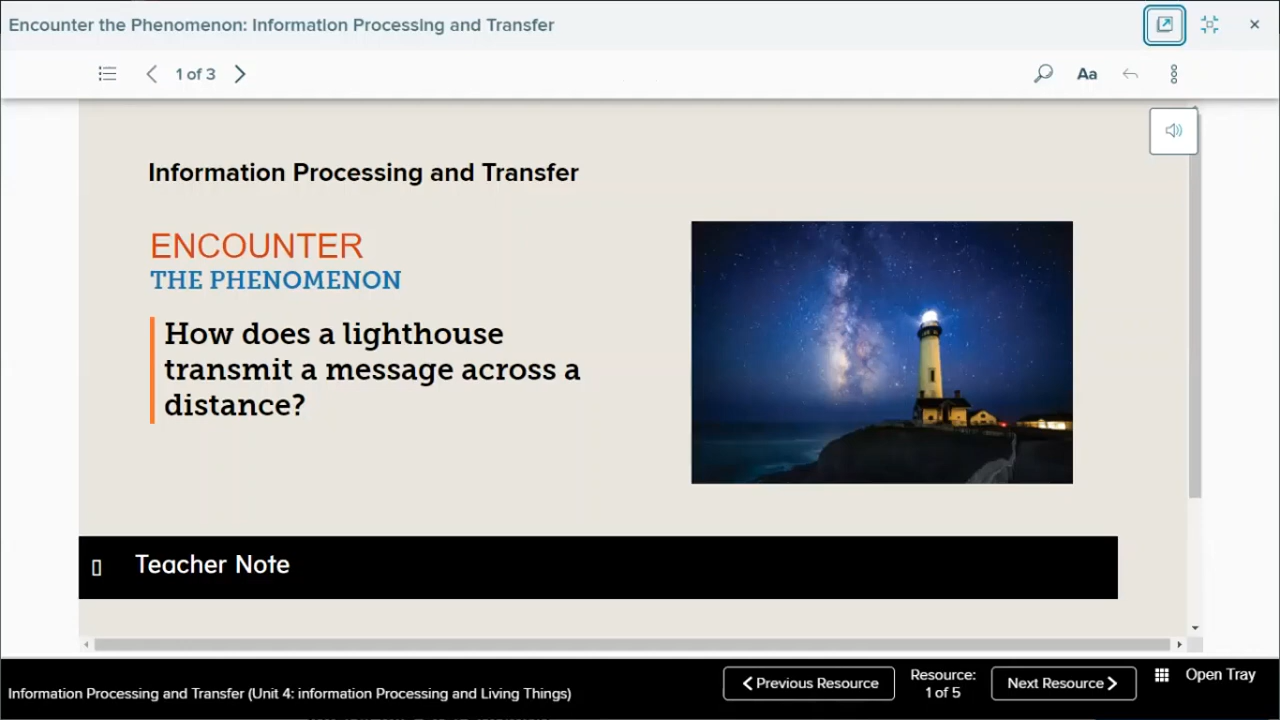 Encounter the Phenomenon: Information Processing and Transfer
1 of 3
Aa
Information Processing and Transfer
ENCOUNTER
THE PHENOMENON
How does a lighthouse
transmit a message across a
distance?
Teacher Note
Information Processing and Transfer (Unit 4: information Processing and Living Things)
Previous Resource
Resource:
1 of 5
Next Resource
Open Tray